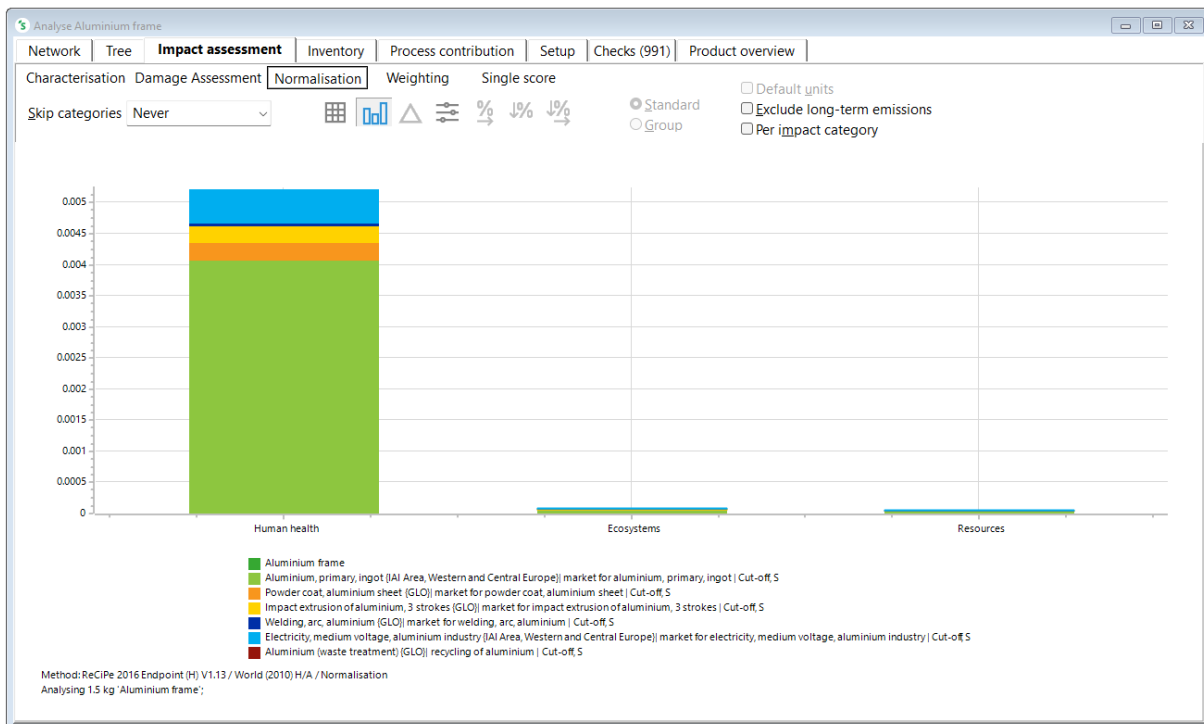 Analyse Aluminium frame
Network Tree Impact assessment Inventory Process contribution Setup Checks (991) Product overview
Characterisation Damage Assessment Normalisation Weighting Single score
Skip categories Never
Standard
Group
Default units
Exclude long-term emissions
Per impact category
0.005
0.0045
0.004
0.0035
0.003
0.0025
0.002
0.0015
0.001
0.0005
0
Human health Ecosystems Resources
Aluminium frame
Aluminium, primary, ingot {IAI Area, Western and Central Europe}| market for aluminium, primary, ingot | Cut-off, S
Powder coat, aluminium sheet {GLO}| market for powder coat, aluminium sheet | Cut-off, S
Impact extrusion of aluminium, 3 strokes {GLO}| market for impact extrusion of aluminium, 3 strokes | Cut-off, S
Welding, arc, aluminium {GLO}| market for welding, arc, aluminium | Cut-off, S
Electricity, medium voltage, aluminium industry {IAI Area, Western and Central Europe}| market for electricity, medium voltage, aluminium industry | Cut-off, S
Aluminium (waste treatment) {GLO}| recycling of aluminium | Cut-off, S
Method: ReCiPe 2016 Endpoint (H) V1.13 / World (2010) H/A / Normalisation
Analysing 1.5 kg 'Aluminium frame';